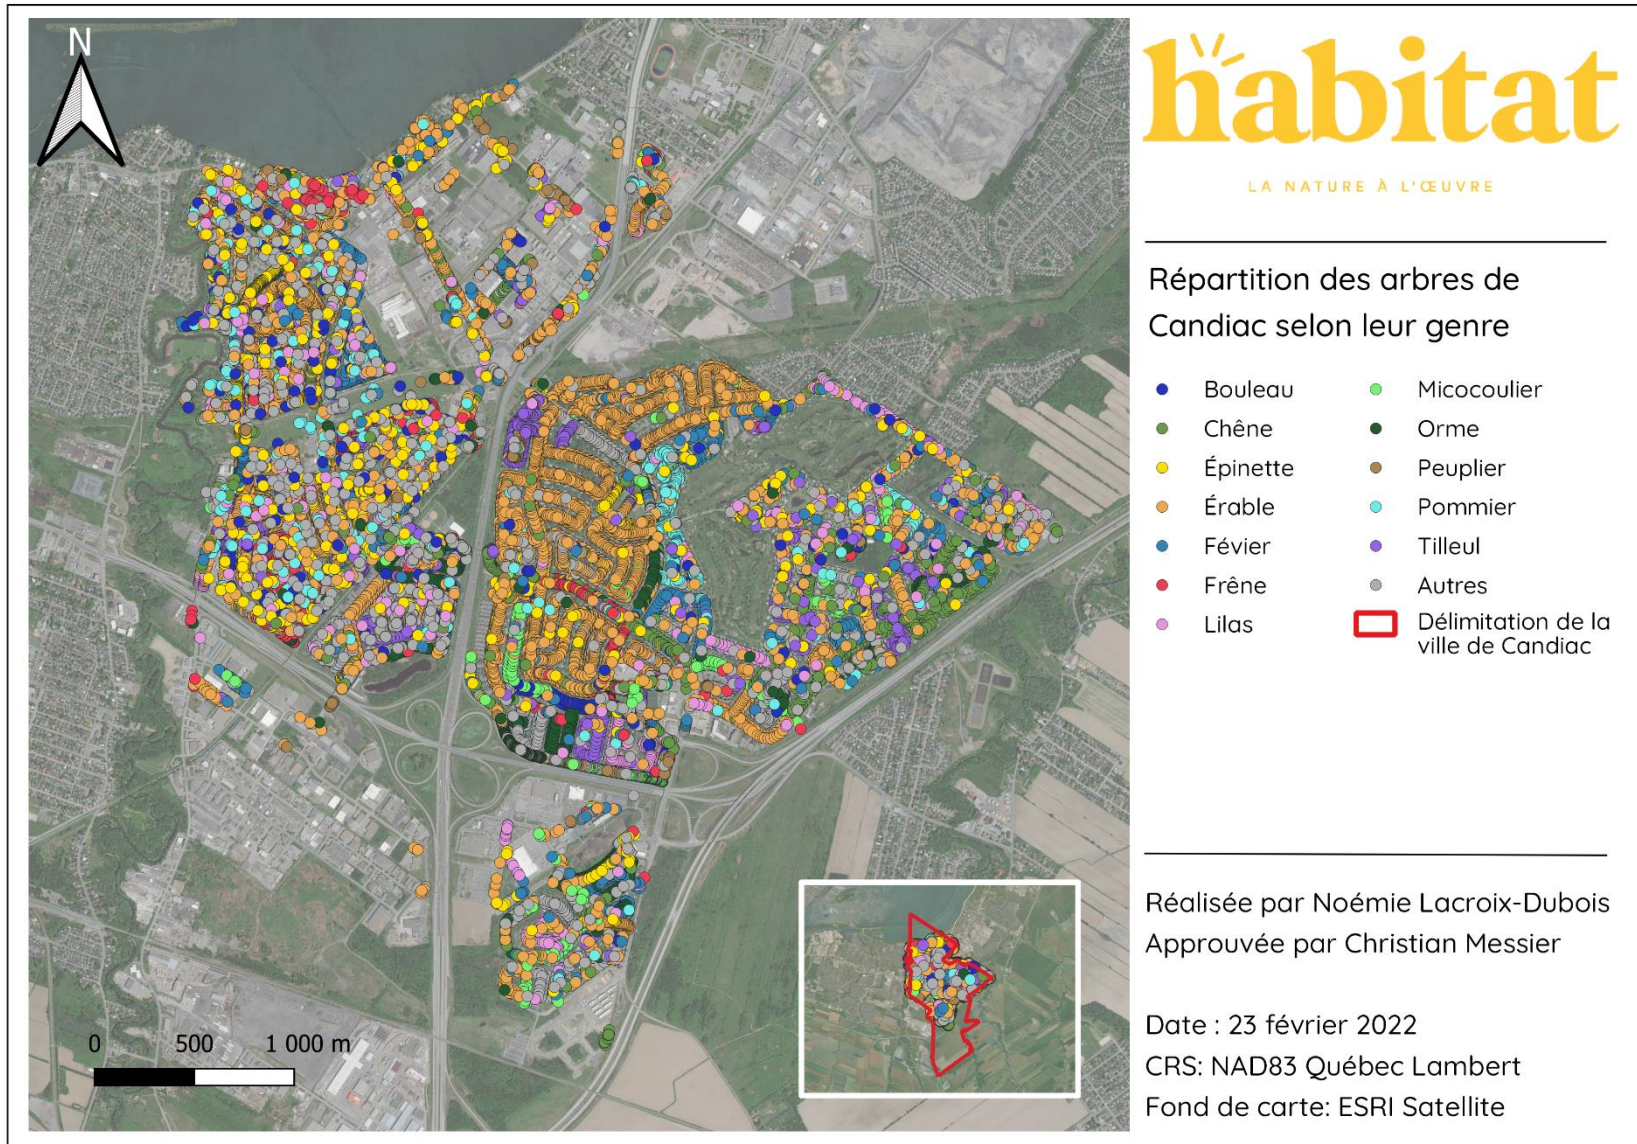 N
habitat
LA NATURE À L'ŒUVRE
Répartition des arbres de
Candiac selon leur genre
Bouleau
Chêne
Épinette
Érable
Févier
Frêne
Lilas
Micocoulier
Orme
Peuplier
Pommier
Tilleul
Autres
Délimitation de la
ville de Candiac
Réalisée par Noémie Lacroix-Dubois
Approuvée par Christian Messier
Date : 23 février 2022
CRS: NAD83 Québec Lambert
Fond de carte: ESRI Satellite
0 500 1 000 m